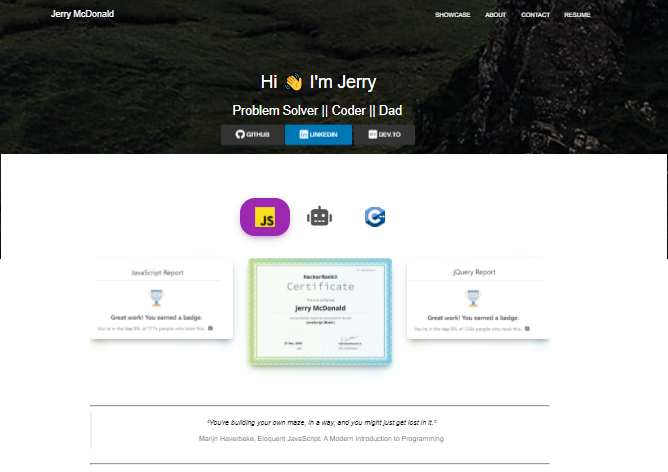 Jerry McDonald
SHOWCASE ABOUT CONTACT RESUME
Hi 👋 I'm Jerry
Problem Solver || Coder || Dad
GITHUB LINKEDIN DEV.TO
JS C++
JavaScript Report
Great work! You earned a badge.
You're in the top of 777k people who took this.
HackerRank
Certificate
Jerry McDonald
JavaScript (Basic)
jQuery Report
Great work! You earned a badge.
You're in the top of people who took this.
"You're building your own maze, in a way, and you might just get lost in it."
Marijn Haverbeke, Eloquent JavaScript: A Modern Introduction to Programming